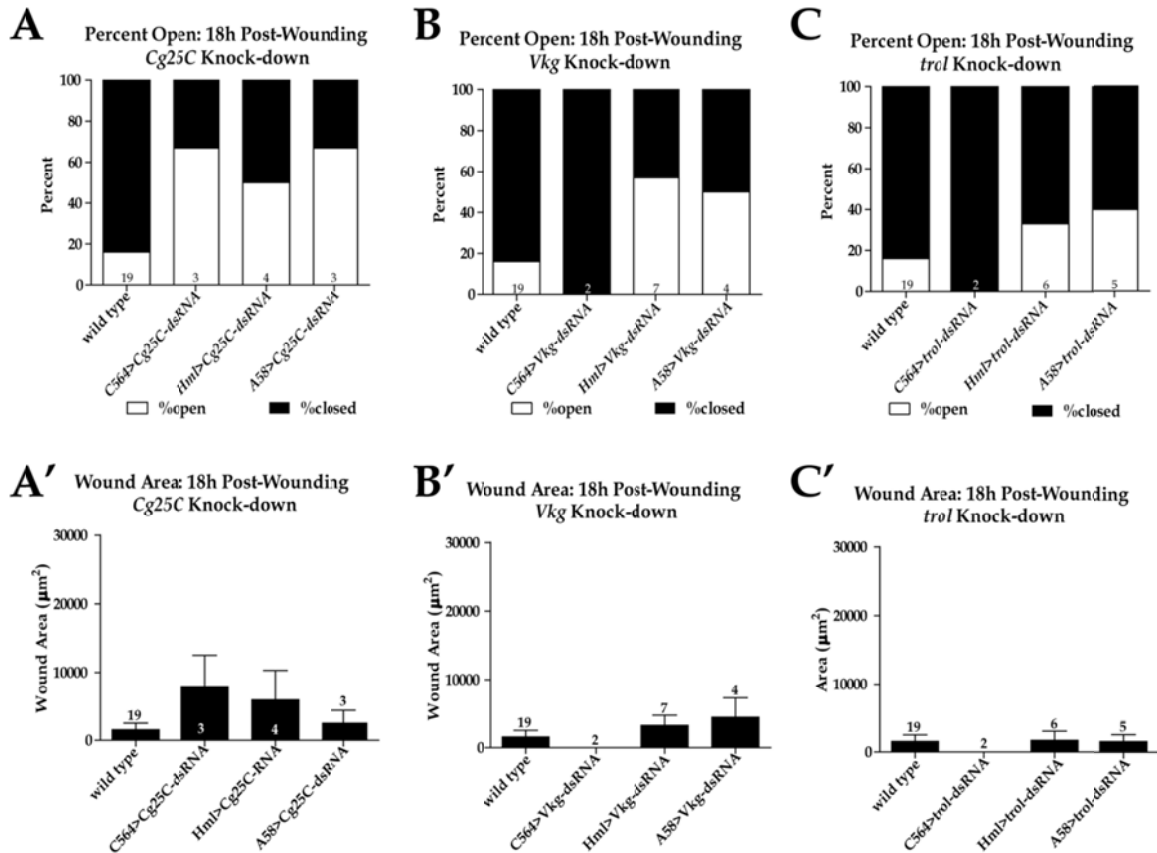 A
Percent Open: 18h Post-Wounding
Cg25C Knock-down
Percent
100
80
60
40
20
0
19
3
4
3
wild type
C564>Cg25C-dsRNA
Hml>Cg25C-dsRNA
A58>Cg25C-dsRNA
%open
%closed
B
Percent Open: 18h Post-Wounding
Vkg Knock-down
Percent
100
80
60
40
20
0
19
2
7
4
wild type
C564>Vkg-dsRNA
Hml>Vkg-dsRNA
A58>Vkg-dsRNA
%open
%closed
C
Percent Open: 18h Post-Wounding
trol Knock-down
Percent
100
80
60
40
20
0
19
2
6
5
wild type
C564>trol-dsRNA
Hml>trol-dsRNA
A58>trol-dsRNA
%open
%closed
A′
Wound Area: 18h Post-Wounding
Cg25C Knock-down
Wound Area (µm²)
30000
20000
10000
0
19
3
4
3
wild type
C564>Cg25C-dsRNA
Hml>Cg25C-RNA
A58>Cg25C-dsRNA
B′
Wound Area: 18h Post-Wounding
Vkg Knock-down
Wound Area (µm²)
30000
20000
10000
0
19
2
7
4
wild type
C564>Vkg-dsRNA
Hml>Vkg-dsRNA
A58>Vkg-dsRNA
C′
Wound Area: 18h Post-Wounding
trol Knock-down
Area (µm²)
30000
20000
10000
0
19
2
6
5
wild type
C564>trol-dsRNA
Hml>trol-dsRNA
A58>trol-dsRNA